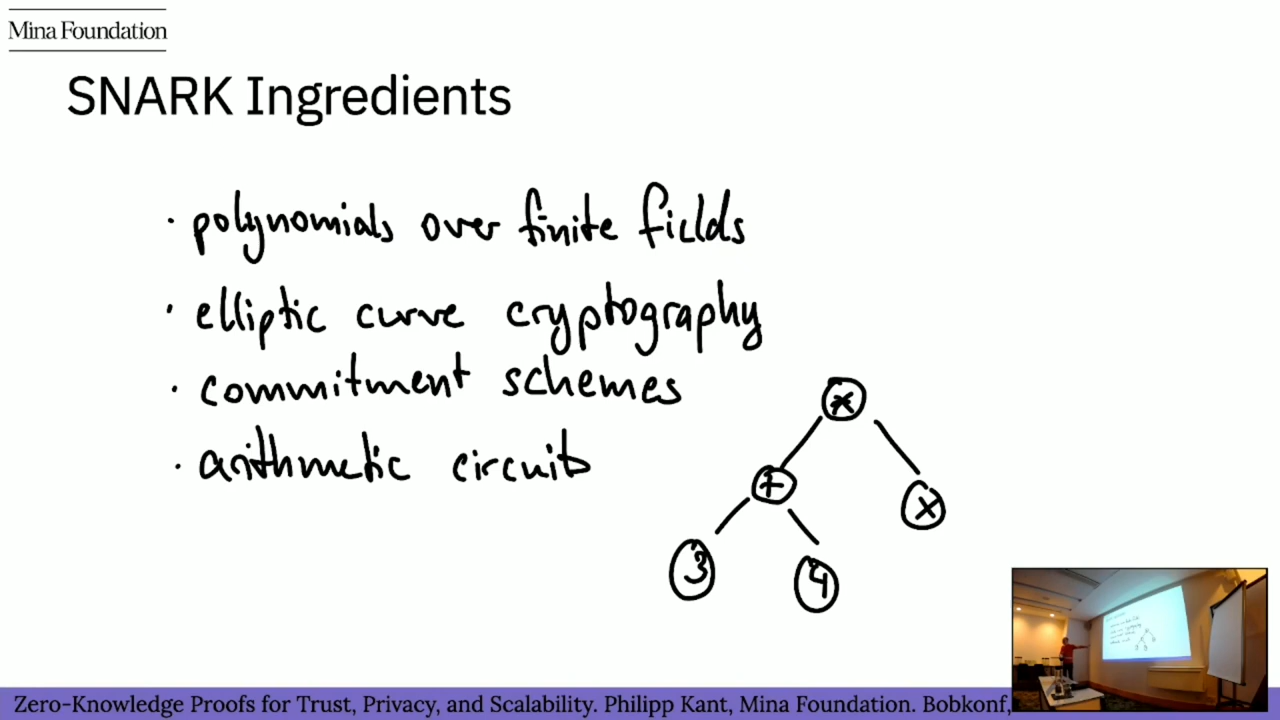 Mina Foundation
SNARK Ingredients
· polynomials over finite fields
· elliptic curve cryptography
· commitment schemes
· arithmetic circuits
*
+
x
3
4
Zero-Knowledge Proofs for Trust, Privacy, and Scalability. Philipp Kant, Mina Foundation. Bobkonf,